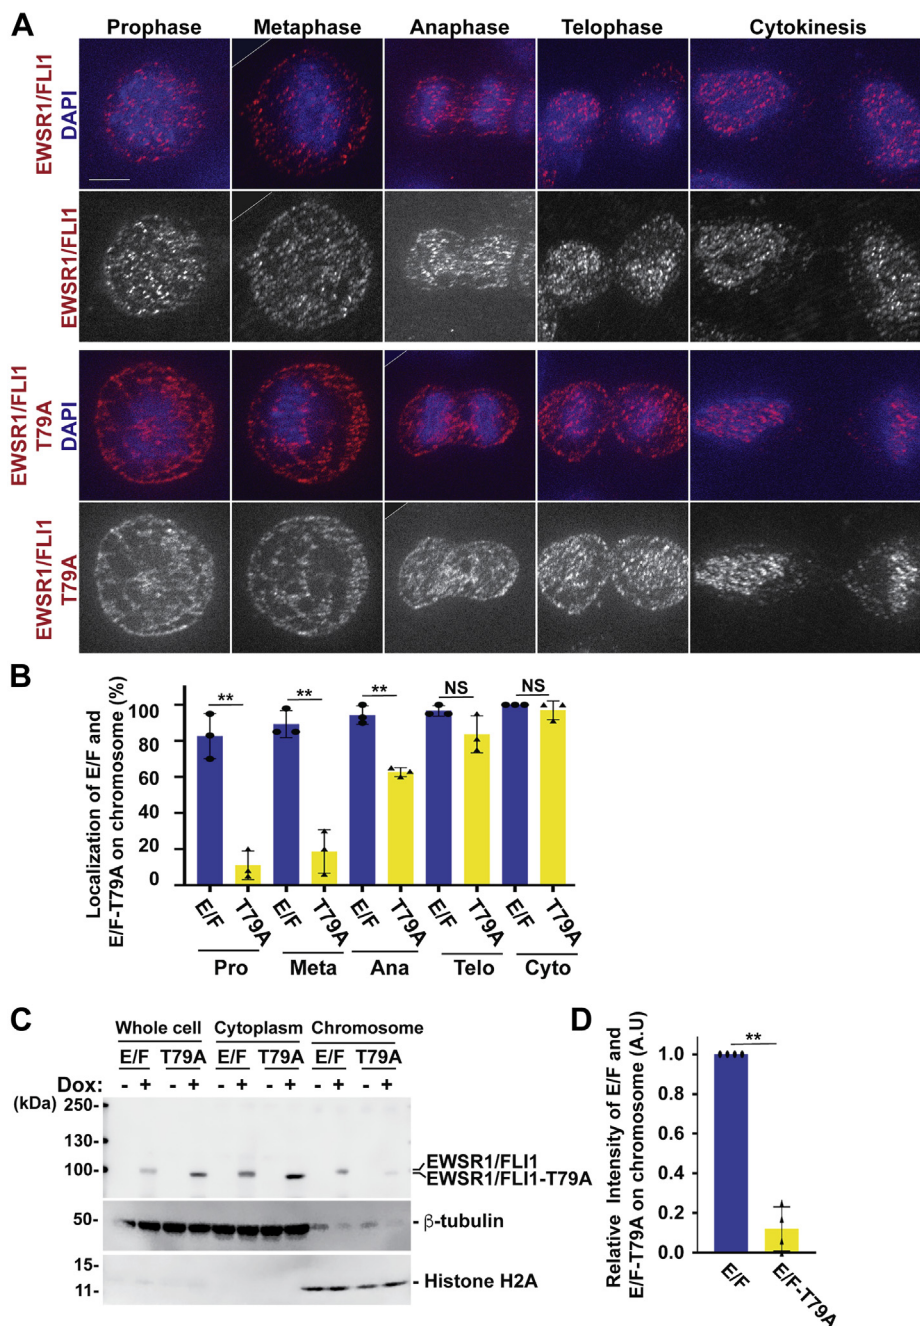 A
Prophase Metaphase Anaphase Telophase Cytokinesis
EWSR1/FLI1
DAPI
EWSR1/FLI1
EWSR1/FLI1
T79A
DAPI
EWSR1/FLI1
T79A
B
Localization of E/F and
E/F-T79A on chromosome (%)
100
80
60
40
20
0
** ** ** NS NS
E/F T79A E/F T79A E/F T79A E/F T79A E/F T79A
Pro Meta Ana Telo Cyto
C
Whole cell Cytoplasm Chromosome
E/F T79A E/F T79A E/F T79A
Dox: - + - + - + - + - + - +
(kDa)
250-
130-
100-
EWSR1/FLI1
EWSR1/FLI1-T79A
50-
β-tubulin
15-
11-
Histone H2A
D
Relative Intensity of E/F and
E/F-T79A on chromosome (A.U)
**
1.0
0.8
0.6
0.4
0.2
0.0
E/F E/F-T79A